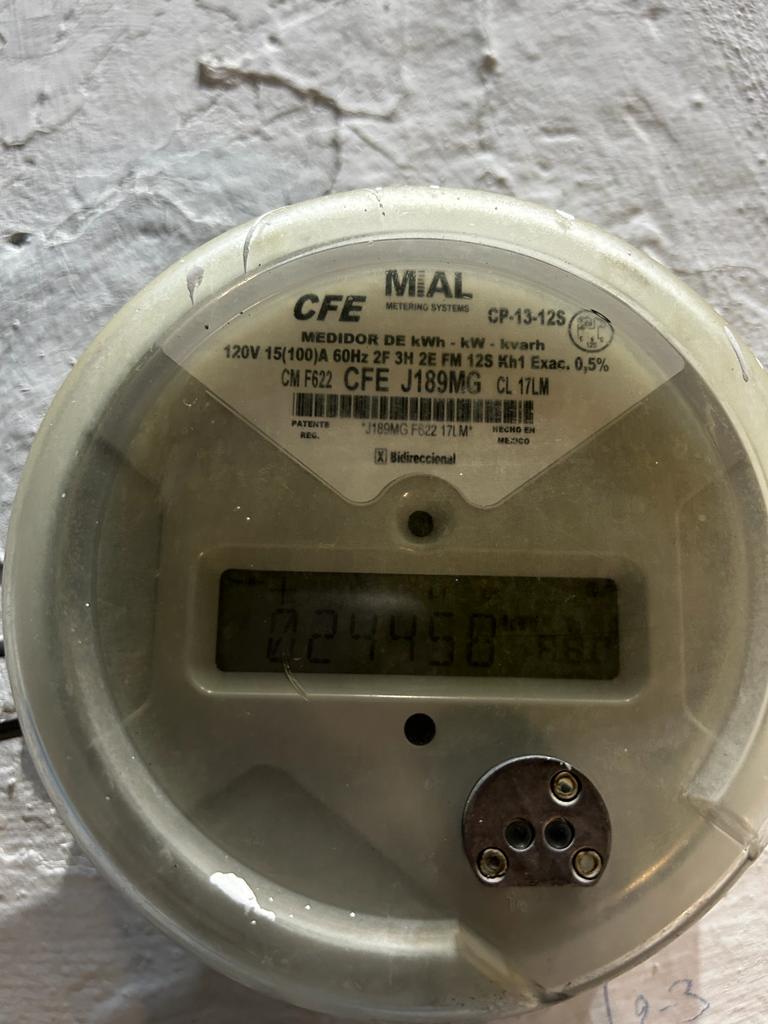 MIAL
METERING SYSTEMS
CFE
CP-13-12S
MEDIDOR DE kWh - kW - kvarh
120V 15(100)A 60Hz 2F 3H 2E FM 12S Kh1 Exac. 0,5%
CM F622 CFE J189MG CL 17LM
PATENTE REG.
*J189MG F622 17LM*
HECHO EN MEXICO
X Bidireccional
024458